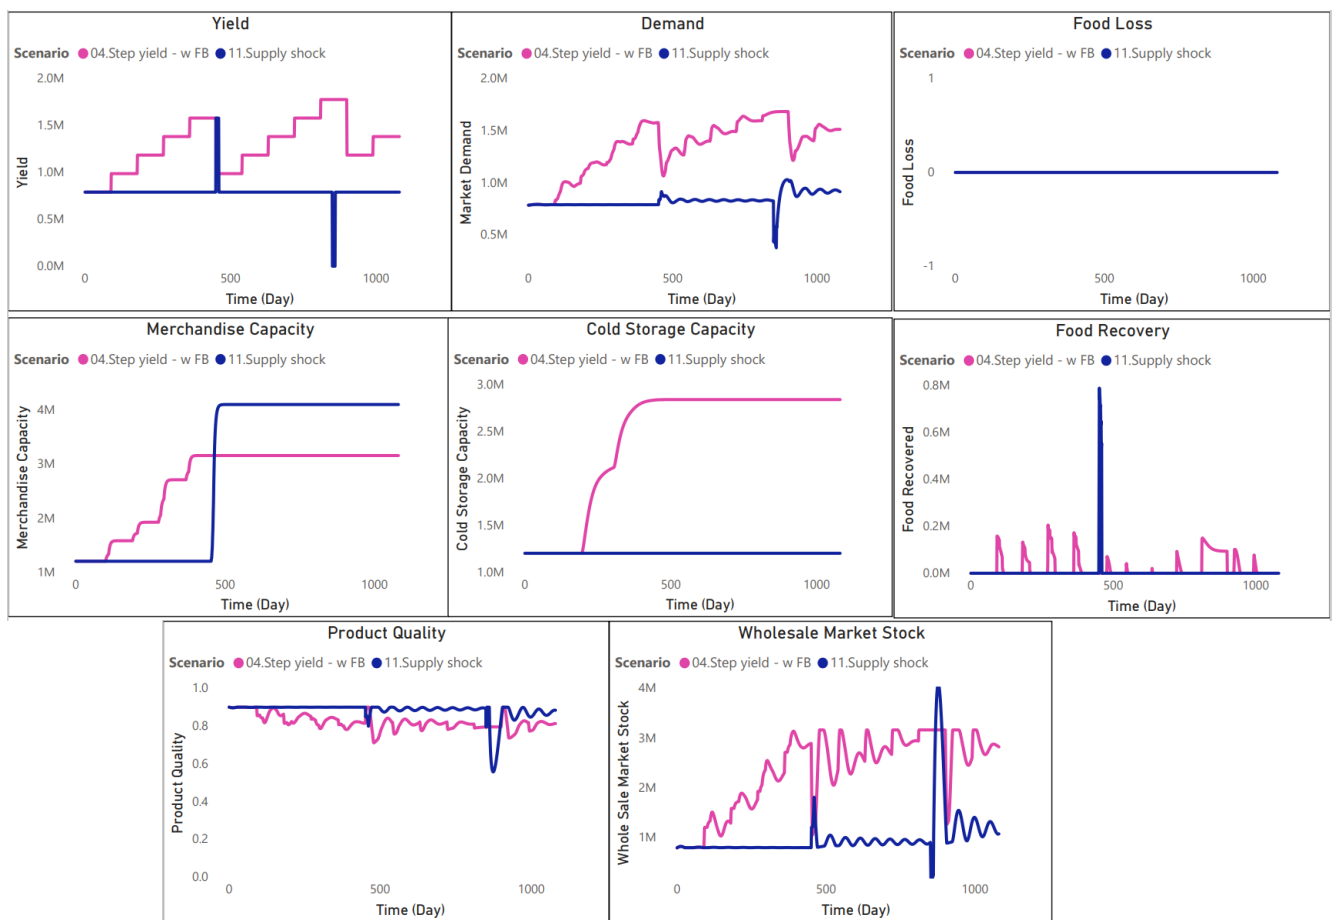 Yield
Scenario 04.Step yield - w FB 11.Supply shock
2.0M
1.5M
1.0M
0.5M
0.0M
Yield
0 500 1000
Time (Day)
Demand
Scenario 04.Step yield - w FB 11.Supply shock
2.0M
1.5M
1.0M
0.5M
Market Demand
0 500 1000
Time (Day)
Food Loss
Scenario 04.Step yield - w FB 11.Supply shock
1
0
-1
Food Loss
0 500 1000
Time (Day)
Merchandise Capacity
Scenario 04.Step yield - w FB 11.Supply shock
4M
3M
2M
1M
Merchandise Capacity
0 500 1000
Time (Day)
Cold Storage Capacity
Scenario 04.Step yield - w FB 11.Supply shock
3.0M
2.5M
2.0M
1.5M
1.0M
Cold Storage Capacity
0 500 1000
Time (Day)
Food Recovery
Scenario 04.Step yield - w FB 11.Supply shock
0.8M
0.6M
0.4M
0.2M
0.0M
Food Recovered
0 500 1000
Time (Day)
Product Quality
Scenario 04.Step yield - w FB 11.Supply shock
1.0
0.8
0.6
0.4
0.2
0.0
Product Quality
0 500 1000
Time (Day)
Wholesale Market Stock
Scenario 04.Step yield - w FB 11.Supply shock
4M
3M
2M
1M
Whole Sale Market Stock
0 500 1000
Time (Day)